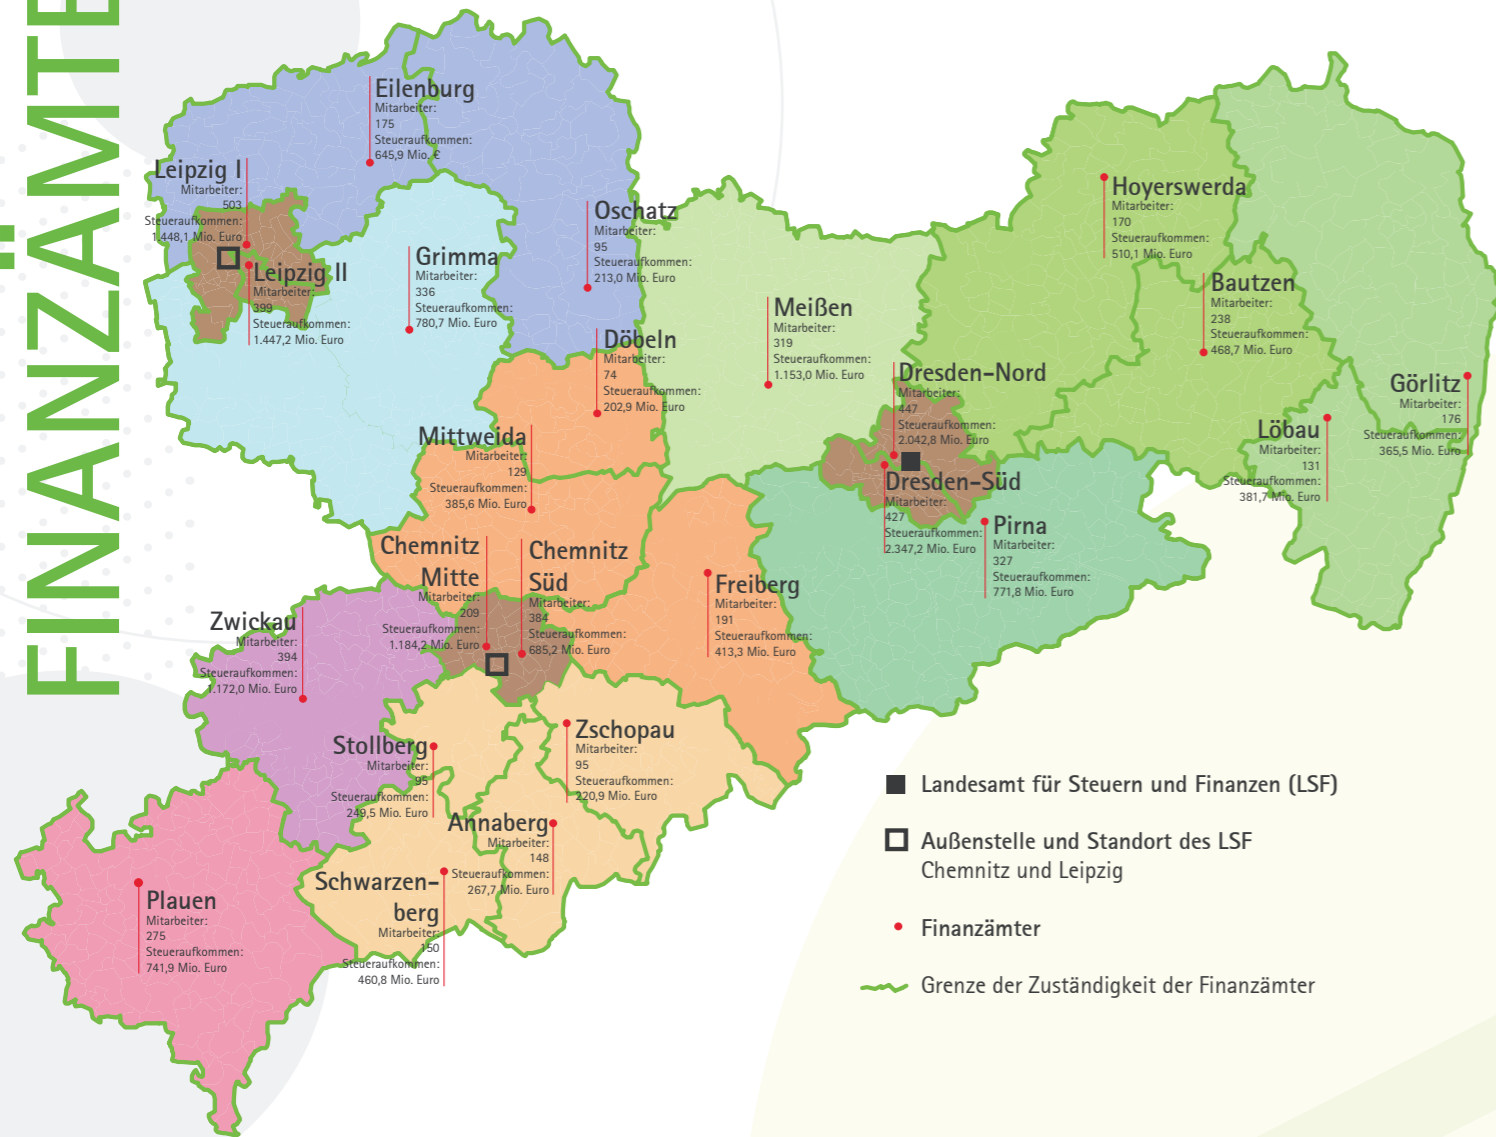 FINANZÄMTE
Eilenburg
Mitarbeiter:
175
Steueraufkommen:
645,9 Mio. €
Leipzig I
Mitarbeiter:
503
Steueraufkommen:
1.448,1 Mio. Euro
Leipzig II
Mitarbeiter:
399
Steueraufkommen:
1.447,2 Mio. Euro
Grimma
Mitarbeiter:
336
Steueraufkommen:
780,7 Mio. Euro
Oschatz
Mitarbeiter:
95
Steueraufkommen:
213,0 Mio. Euro
Döbeln
Mitarbeiter:
74
Steueraufkommen:
202,9 Mio. Euro
Meißen
Mitarbeiter:
319
Steueraufkommen:
1.153,0 Mio. Euro
Hoyerswerda
Mitarbeiter:
170
Steueraufkommen:
510,1 Mio. Euro
Bautzen
Mitarbeiter:
238
Steueraufkommen:
468,7 Mio. Euro
Görlitz
Mitarbeiter:
176
Steueraufkommen:
365,5 Mio. Euro
Löbau
Mitarbeiter:
131
Steueraufkommen:
381,7 Mio. Euro
Dresden-Nord
Mitarbeiter:
447
Steueraufkommen:
2.042,8 Mio. Euro
Dresden-Süd
Mitarbeiter:
427
Steueraufkommen:
2.347,2 Mio. Euro
Pirna
Mitarbeiter:
327
Steueraufkommen:
771,8 Mio. Euro
Mittweida
Mitarbeiter:
129
Steueraufkommen:
385,6 Mio. Euro
Chemnitz
Mitte
Mitarbeiter:
209
Steueraufkommen:
1.184,2 Mio. Euro
Chemnitz
Süd
Mitarbeiter:
384
Steueraufkommen:
685,2 Mio. Euro
Freiberg
Mitarbeiter:
191
Steueraufkommen:
413,3 Mio. Euro
Zwickau
Mitarbeiter:
394
Steueraufkommen:
1.172,0 Mio. Euro
Stollberg
Mitarbeiter:
95
Steueraufkommen:
249,5 Mio. Euro
Zschopau
Mitarbeiter:
95
Steueraufkommen:
220,9 Mio. Euro
Annaberg
Mitarbeiter:
148
Steueraufkommen:
267,7 Mio. Euro
Schwarzen-
berg
Mitarbeiter:
150
Steueraufkommen:
460,8 Mio. Euro
Plauen
Mitarbeiter:
275
Steueraufkommen:
741,9 Mio. Euro
Landesamt für Steuern und Finanzen (LSF)
Außenstelle und Standort des LSF
Chemnitz und Leipzig
Finanzämter
Grenze der Zuständigkeit der Finanzämter